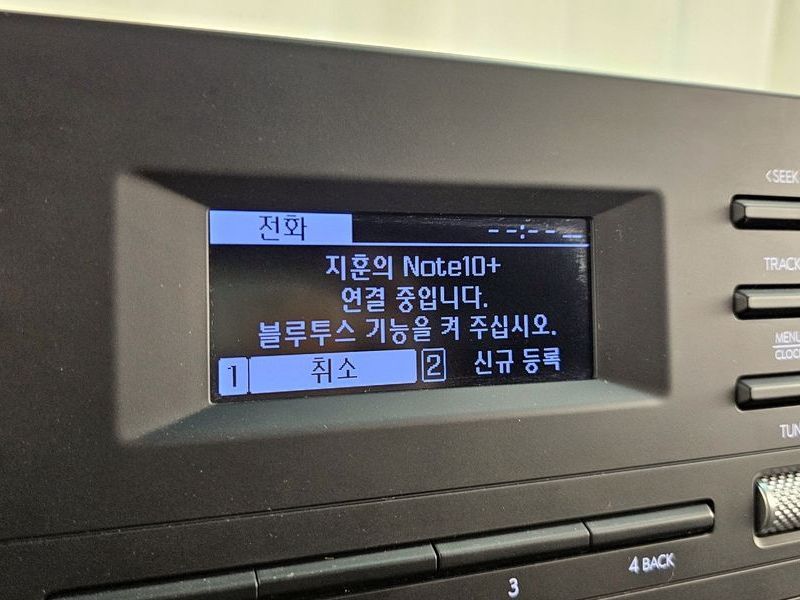 전화 --:-- __
지훈의 Note10+
연결 중입니다.
블루투스 기능을 켜 주십시오.
1 취소 2 신규 등록
<SEEK
TRACK
MENU
CLOCK
TUN
3
4 BACK